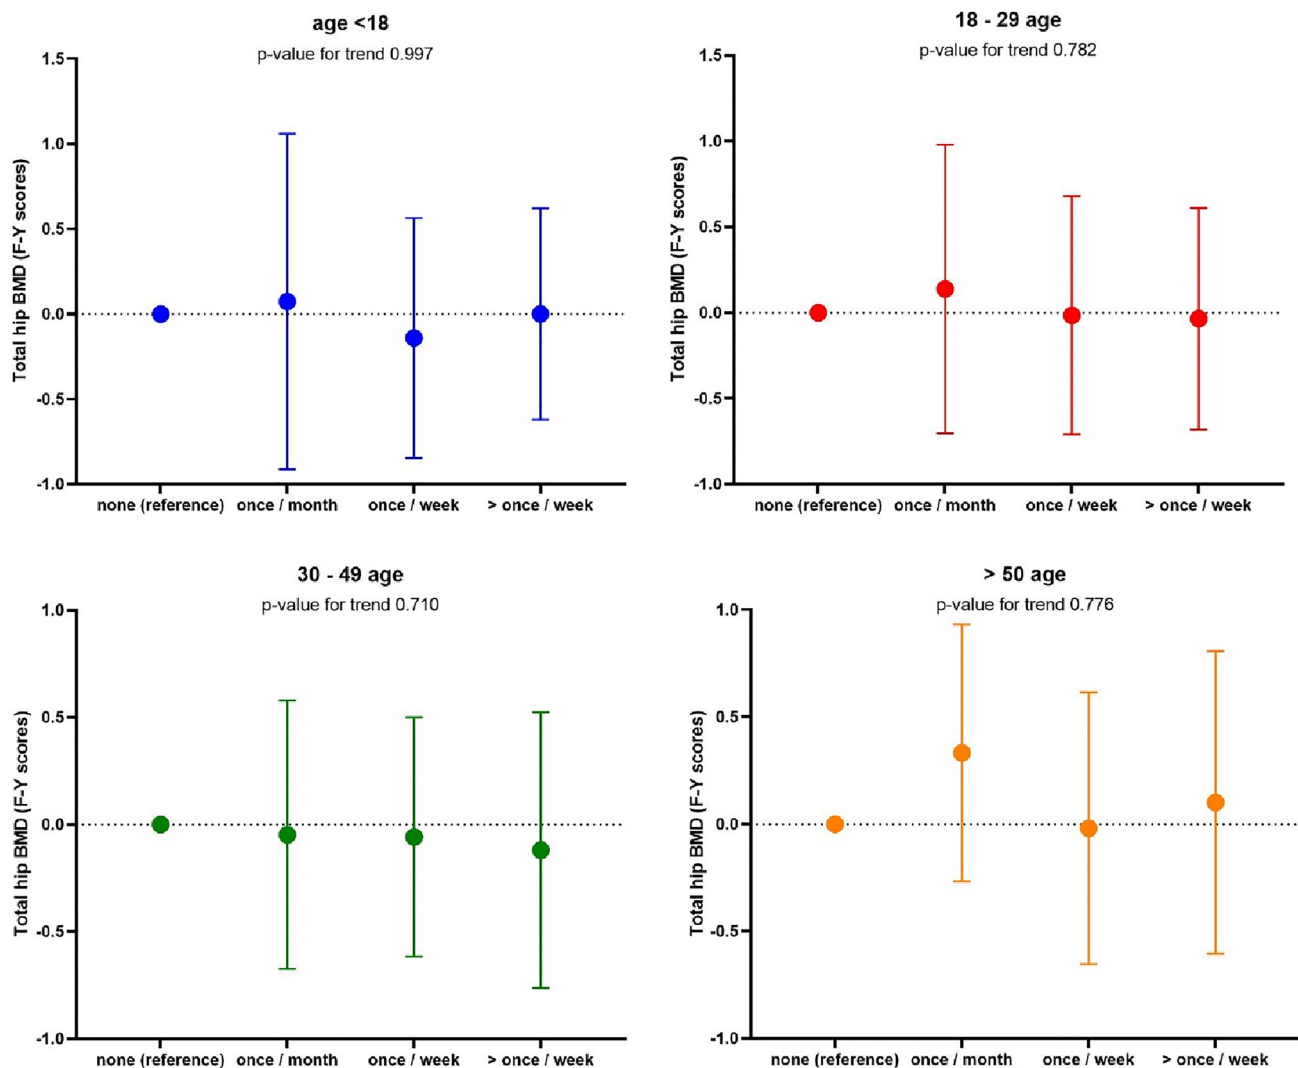 age <18
p-value for trend 0.997
Total hip BMD (F-Y scores)
1.5
1.0
0.5
0.0
-0.5
-1.0
none (reference) once / month once / week > once / week
18 - 29 age
p-value for trend 0.782
Total hip BMD (F-Y scores)
1.5
1.0
0.5
0.0
-0.5
-1.0
none (reference) once / month once / week > once / week
30 - 49 age
p-value for trend 0.710
Total hip BMD (F-Y scores)
1.0
0.5
0.0
-0.5
-1.0
none (reference) once / month once / week > once / week
> 50 age
p-value for trend 0.776
Total hip BMD (F-Y scores)
1.0
0.5
0.0
-0.5
-1.0
none (reference) once / month once / week > once / week